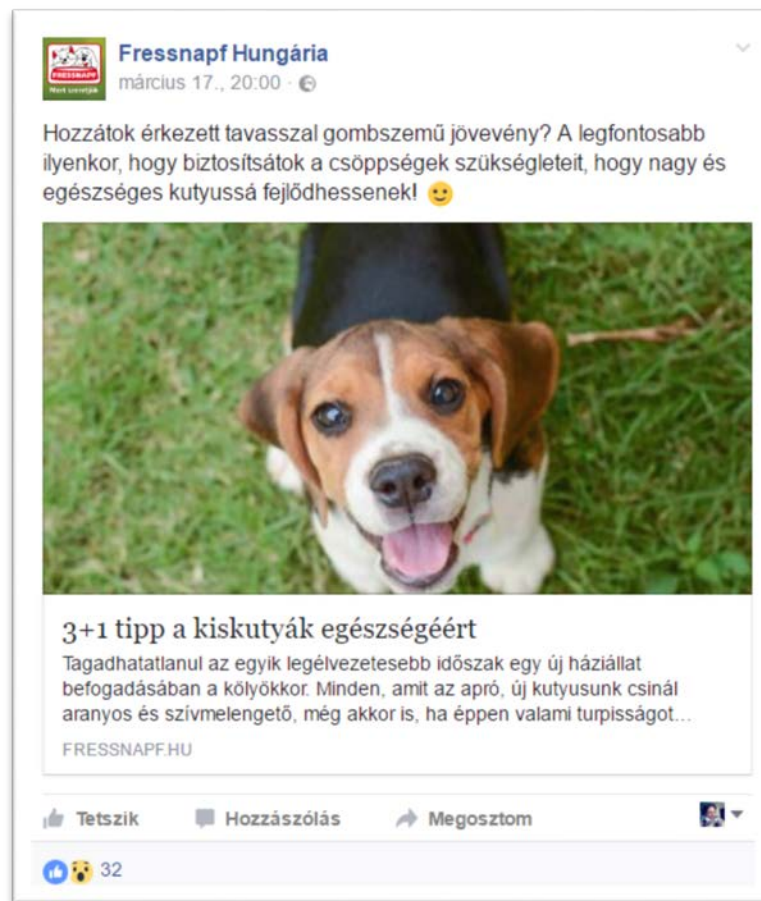 FRESSNAPF
Mert szeretjük
Fressnapf Hungária
március 17., 20:00 ·
Hozzátok érkezett tavasszal gombszemű jövevény? A legfontosabb
ilyenkor, hogy biztosítsátok a csöppségek szükségleteit, hogy nagy és
egészséges kutyussá fejlődhessenek!
3+1 tipp a kiskutyák egészségéért
Tagadhatatlanul az egyik legélvezetesebb időszak egy új háziállat
befogadásában a kölyökkor. Minden, amit az apró, új kutyusunk csinál
aranyos és szívmelengető, még akkor is, ha éppen valami turpisságot...
FRESSNAPF.HU
Tetszik Hozzászólás Megosztom
32